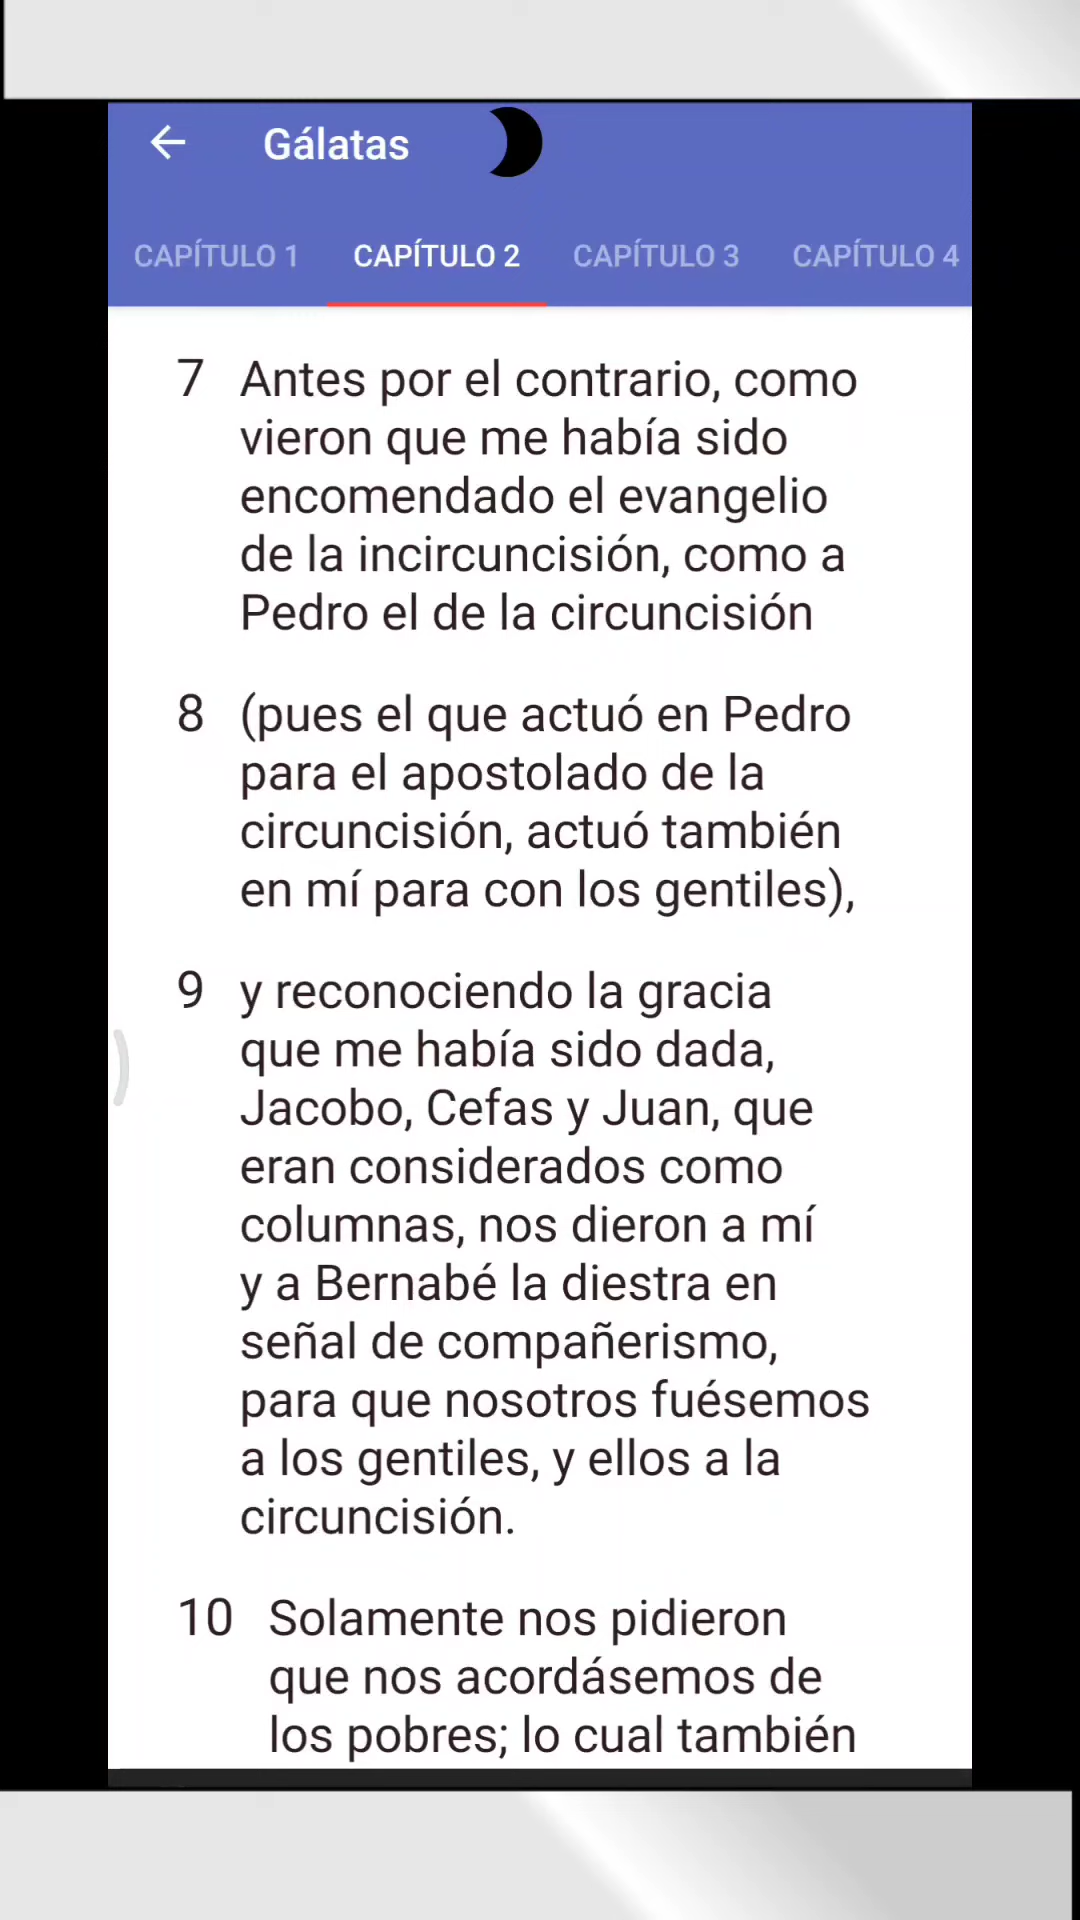 Gálatas
CAPÍTULO 1 CAPÍTULO 2 CAPÍTULO 3 CAPÍTULO 4
7 Antes por el contrario, como
vieron que me había sido
encomendado el evangelio
de la incircuncisión, como a
Pedro el de la circuncisión
8 (pues el que actuó en Pedro
para el apostolado de la
circuncisión, actuó también
en mí para con los gentiles),
9 y reconociendo la gracia
que me había sido dada,
Jacobo, Cefas y Juan, que
eran considerados como
columnas, nos dieron a mí
y a Bernabé la diestra en
señal de compañerismo,
para que nosotros fuésemos
a los gentiles, y ellos a la
circuncisión.
10 Solamente nos pidieron
que nos acordásemos de
los pobres; lo cual también